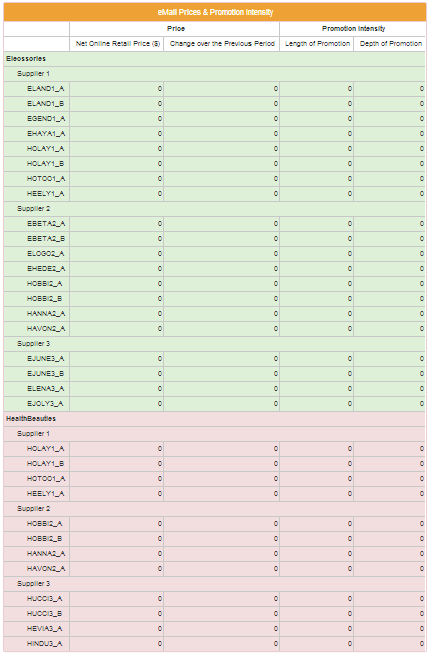 eMall Prices & Promotion Intensity
Price Promotion Intensity
Net Online Retail Price ($) Change over the Previous Period Length of Promotion Depth of Promotion
Elecssories
Supplier 1
ELAND1_A 0 0 0 0
ELAND1_B 0 0 0 0
EGEND1_A 0 0 0 0
EHAYA1_A 0 0 0 0
HCLAY1_A 0 0 0 0
HCLAY1_B 0 0 0 0
HCTCO1_A 0 0 0 0
HEELY1_A 0 0 0 0
Supplier 2
EBETA2_A 0 0 0 0
EBETA2_B 0 0 0 0
ELOGO2_A 0 0 0 0
EHEDE2_A 0 0 0 0
HOBBI2_A 0 0 0 0
HOBBI2_B 0 0 0 0
HANNA2_A 0 0 0 0
HAVON2_A 0 0 0 0
Supplier 3
EJUNE3_A 0 0 0 0
EJUNE3_B 0 0 0 0
ELENA3_A 0 0 0 0
EJOLY3_A 0 0 0 0
HealthBeauties
Supplier 1
HCLAY1_A 0 0 0 0
HCLAY1_B 0 0 0 0
HCTCO1_A 0 0 0 0
HEELY1_A 0 0 0 0
Supplier 2
HOBBI2_A 0 0 0 0
HOBBI2_B 0 0 0 0
HANNA2_A 0 0 0 0
HAVON2_A 0 0 0 0
Supplier 3
HUCCI3_A 0 0 0 0
HUCCI3_B 0 0 0 0
HEVIA3_A 0 0 0 0
HINDU3_A 0 0 0 0